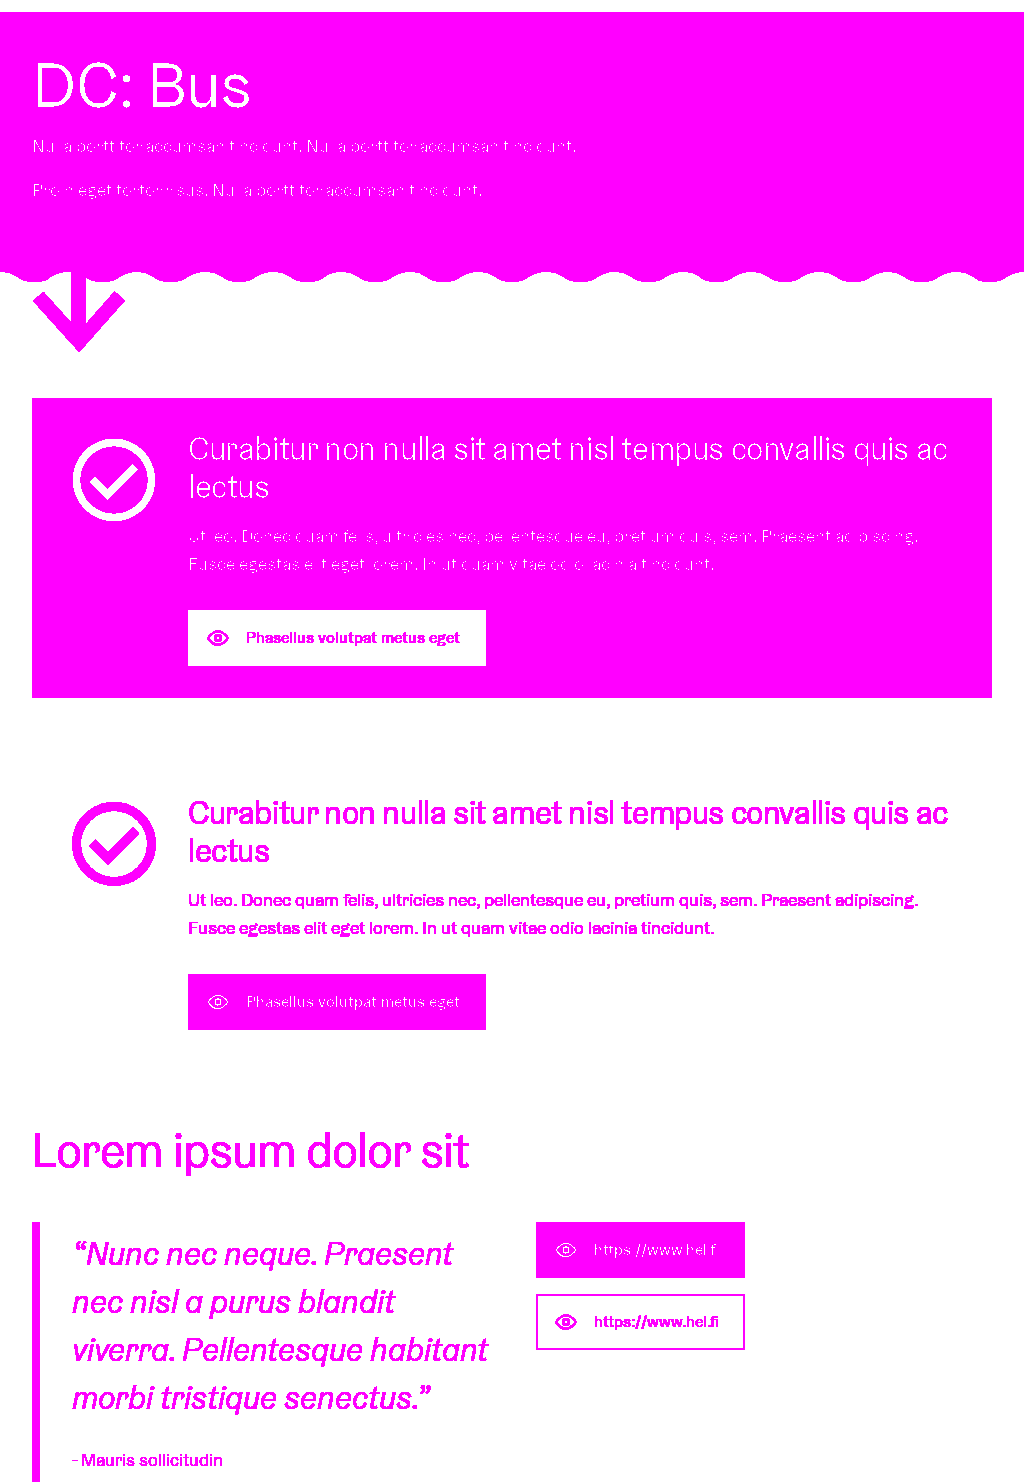 DC: Bus
Nulla porttitor accumsan tincidunt. Nulla porttitor accumsan tincidunt.
Proin eget tortor risus. Nulla porttitor accumsan tincidunt.
Curabitur non nulla sit amet nisl tempus convallis quis ac
lectus
Ut leo. Donec quam felis, ultricies nec, pellentesque eu, pretium quis, sem. Praesent adipiscing.
Fusce egestas elit eget lorem. In ut quam vitae odio lacinia tincidunt.
Phasellus volutpat metus eget
Curabitur non nulla sit amet nisl tempus convallis quis ac
lectus
Ut leo. Donec quam felis, ultricies nec, pellentesque eu, pretium quis, sem. Praesent adipiscing.
Fusce egestas elit eget lorem. In ut quam vitae odio lacinia tincidunt.
Phasellus volutpat metus eget
Lorem ipsum dolor sit
“Nunc nec neque. Praesent
nec nisl a purus blandit
viverra. Pellentesque habitant
morbi tristique senectus.”
- Mauris sollicitudin
https://www.hel.fi
https://www.hel.fi